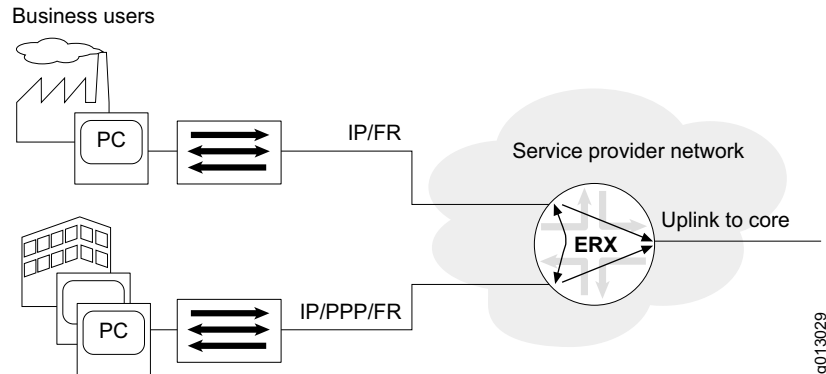 Business users
PC
IP/FR
Service provider network
ERX
Uplink to core
PC
IP/PPP/FR
g013029